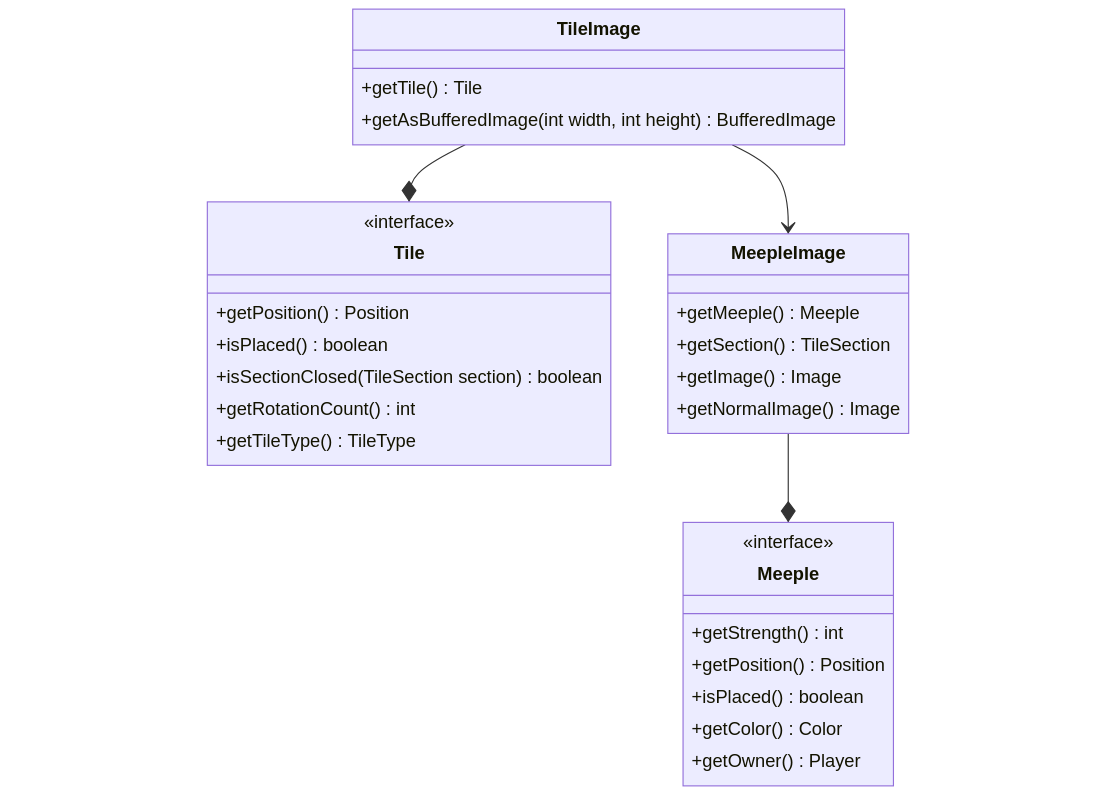 TileImage
+getTile() : Tile
+getAsBufferedImage(int width, int height) : BufferedImage
«interface»
Tile
+getPosition() : Position
+isPlaced() : boolean
+isSectionClosed(TileSection section) : boolean
+getRotationCount() : int
+getTileType() : TileType
MeepleImage
+getMeeple() : Meeple
+getSection() : TileSection
+getImage() : Image
+getNormalImage() : Image
«interface»
Meeple
+getStrength() : int
+getPosition() : Position
+isPlaced() : boolean
+getColor() : Color
+getOwner() : Player